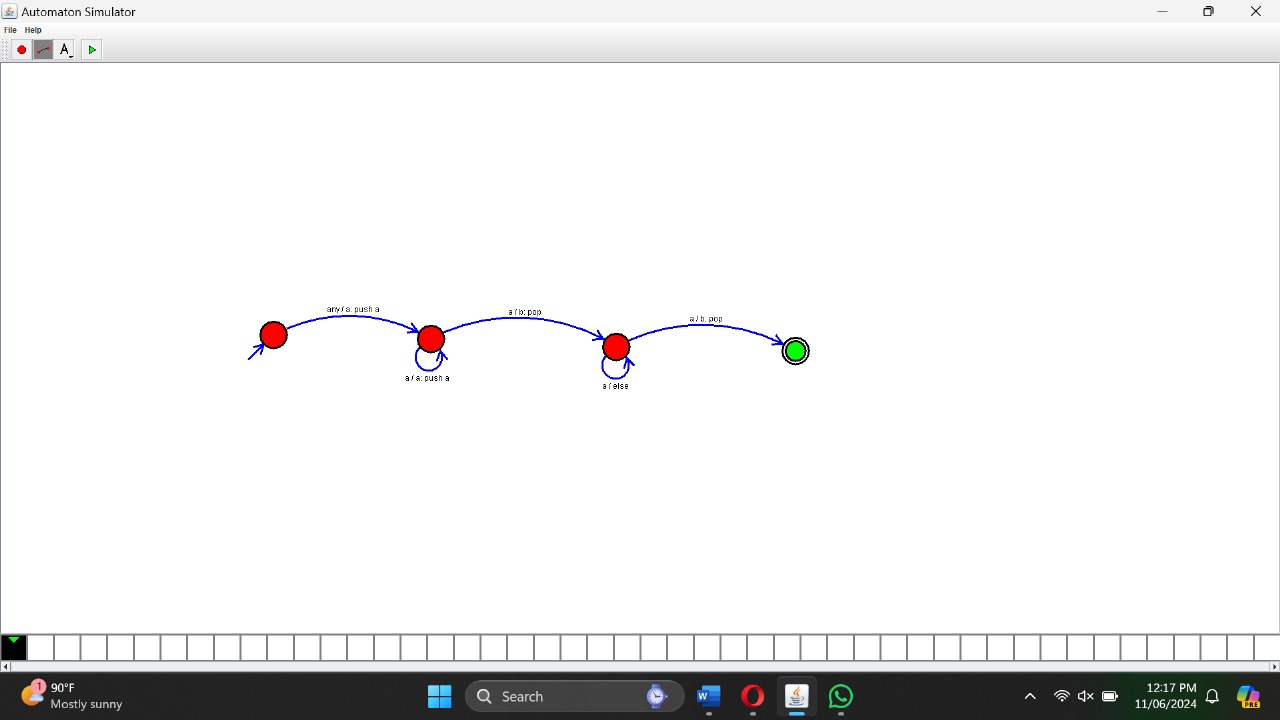 Automaton Simulator
File Help
A
any / a: push a
a / b: pop
a / b: pop
a / a: push a
a / else
1
90°F
Mostly sunny
Search
W
12:17 PM
11/06/2024
PRE